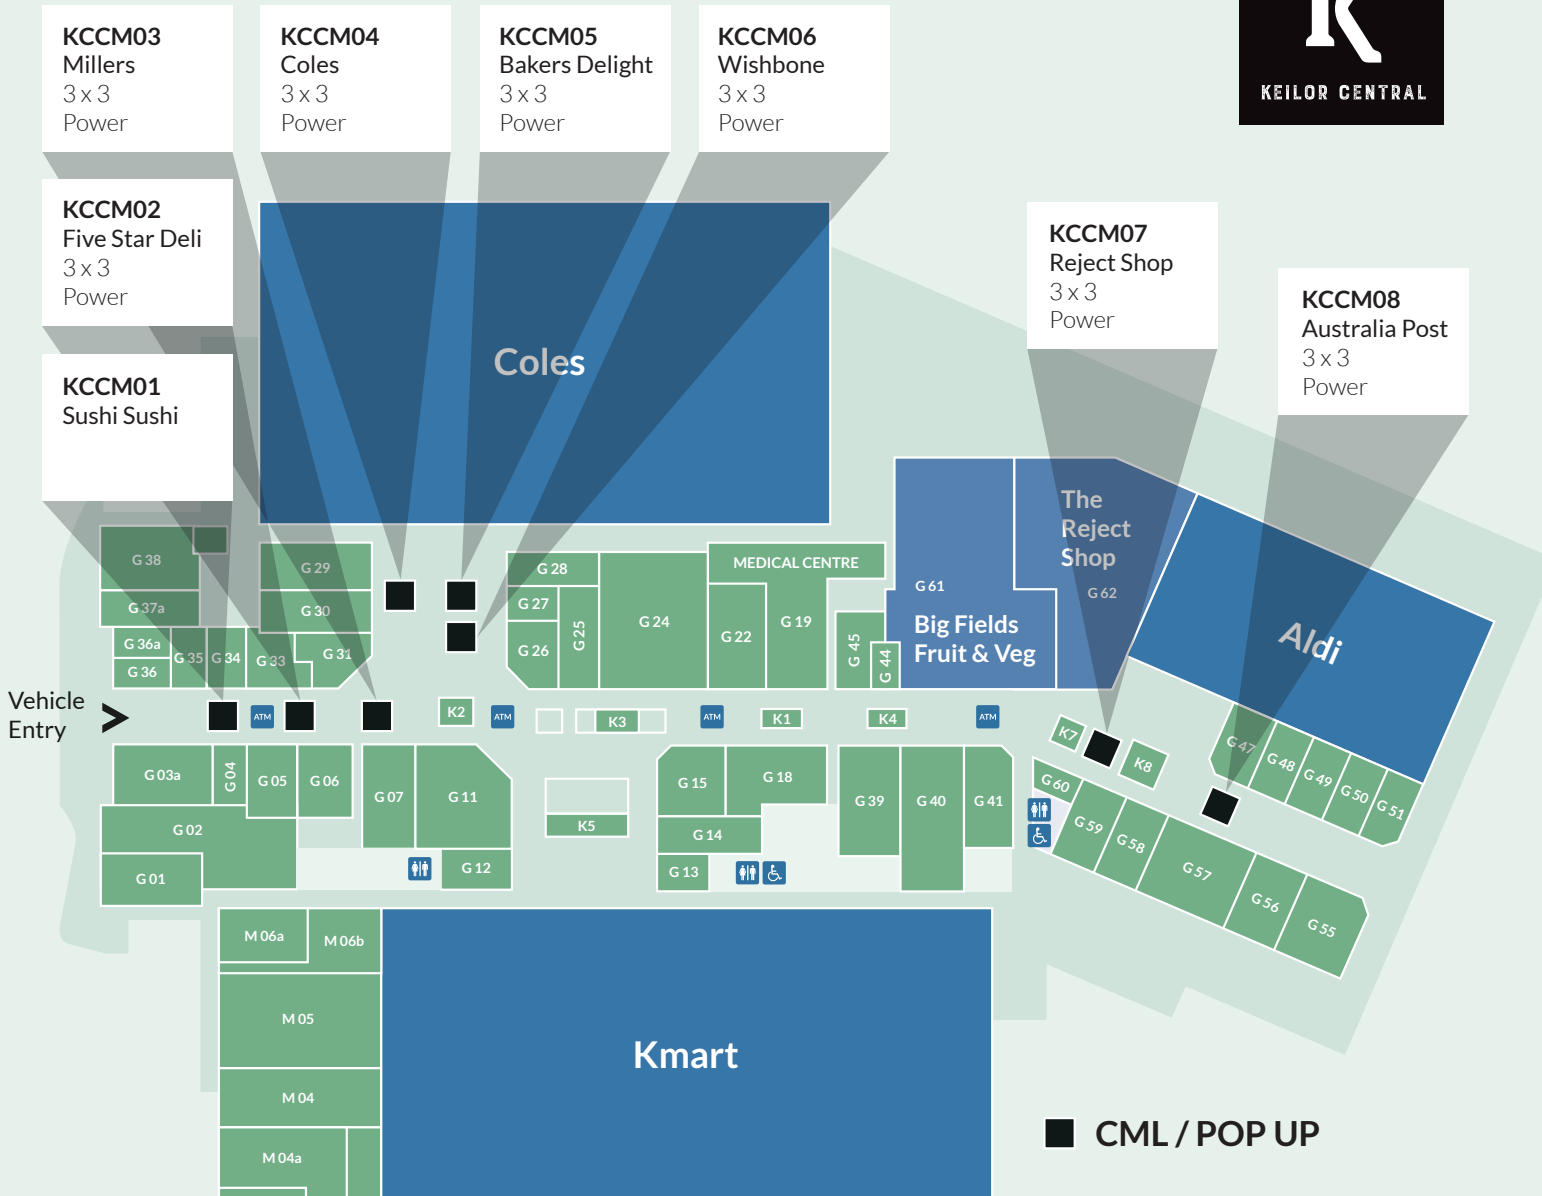 KCCM03
Millers
3 x 3
Power
KCCM04
Coles
3 x 3
Power
KCCM05
Bakers Delight
3 x 3
Power
KCCM06
Wishbone
3 x 3
Power
K
KEILOR CENTRAL
KCCM02
Five Star Deli
3 x 3
Power
KCCM07
Reject Shop
3 x 3
Power
KCCM08
Australia Post
3 x 3
Power
KCCM01
Sushi Sushi
Coles
The
Reject
Shop
G 62
G 61
Big Fields
Fruit & Veg
Aldi
G 38
G 37a
G 36a
G 36
G 35
G 34
G 33
G 29
G 30
G 31
G 28
G 27
G 26
G 25
G 24
MEDICAL CENTRE
G 22
G 19
G 45
G 44
Vehicle
Entry
ATM
K2
ATM
K3
ATM
K1
K4
ATM
K7
K8
G 47
G 48
G 49
G 50
G 51
G 03a
G 04
G 05
G 06
G 07
G 11
G 02
G 01
G 12
K5
G 15
G 18
G 14
G 13
G 39
G 40
G 41
G 60
G 59
G 58
G 57
G 56
G 55
M 06a
M 06b
M 05
M 04
M 04a
Kmart
CML / POP UP